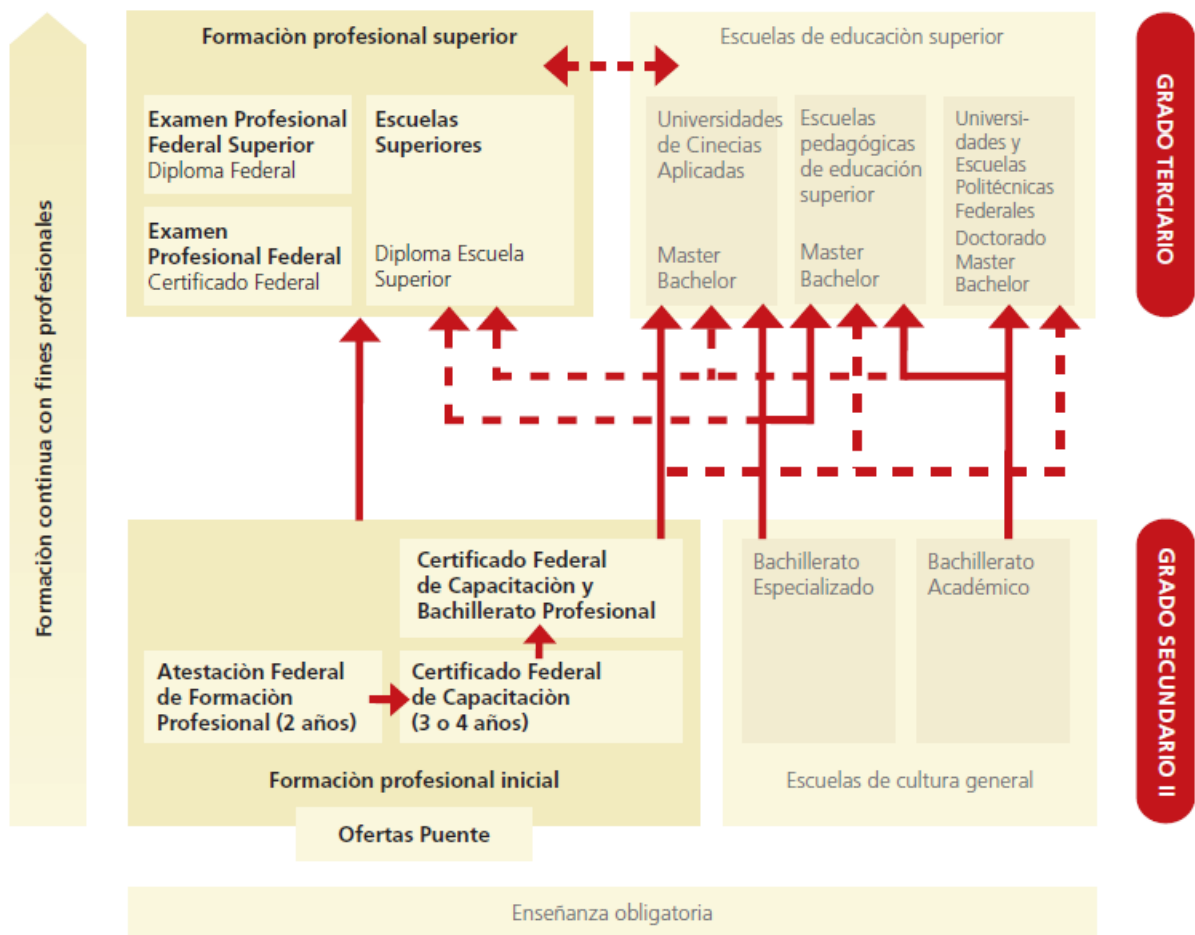 Formaciòn profesional superior
Examen Profesional
Federal Superior
Diploma Federal
Examen
Profesional Federal
Certificado Federal
Escuelas
Superiores
Diploma Escuela
Superior
Escuelas de educaciòn superior
Universidades
de Cinecias
Aplicadas
Master
Bachelor
Escuelas
pedagógicas
de educación
superior
Master
Bachelor
Universi-
dades y
Escuelas
Politécnicas
Federales
Doctorado
Master
Bachelor
GRADO TERCIARIO
Formaciòn continua con fines profesionales
Certificado Federal
de Capacitaciòn y
Bachillerato Profesional
Atestaciòn Federal
de Formaciòn
Profesional (2 años)
Certificado Federal
de Capacitaciòn
(3 o 4 años)
Formaciòn profesional inicial
Ofertas Puente
Bachillerato
Especializado
Bachillerato
Académico
Escuelas de cultura general
GRADO SECUNDARIO II
Enseñanza obligatoria